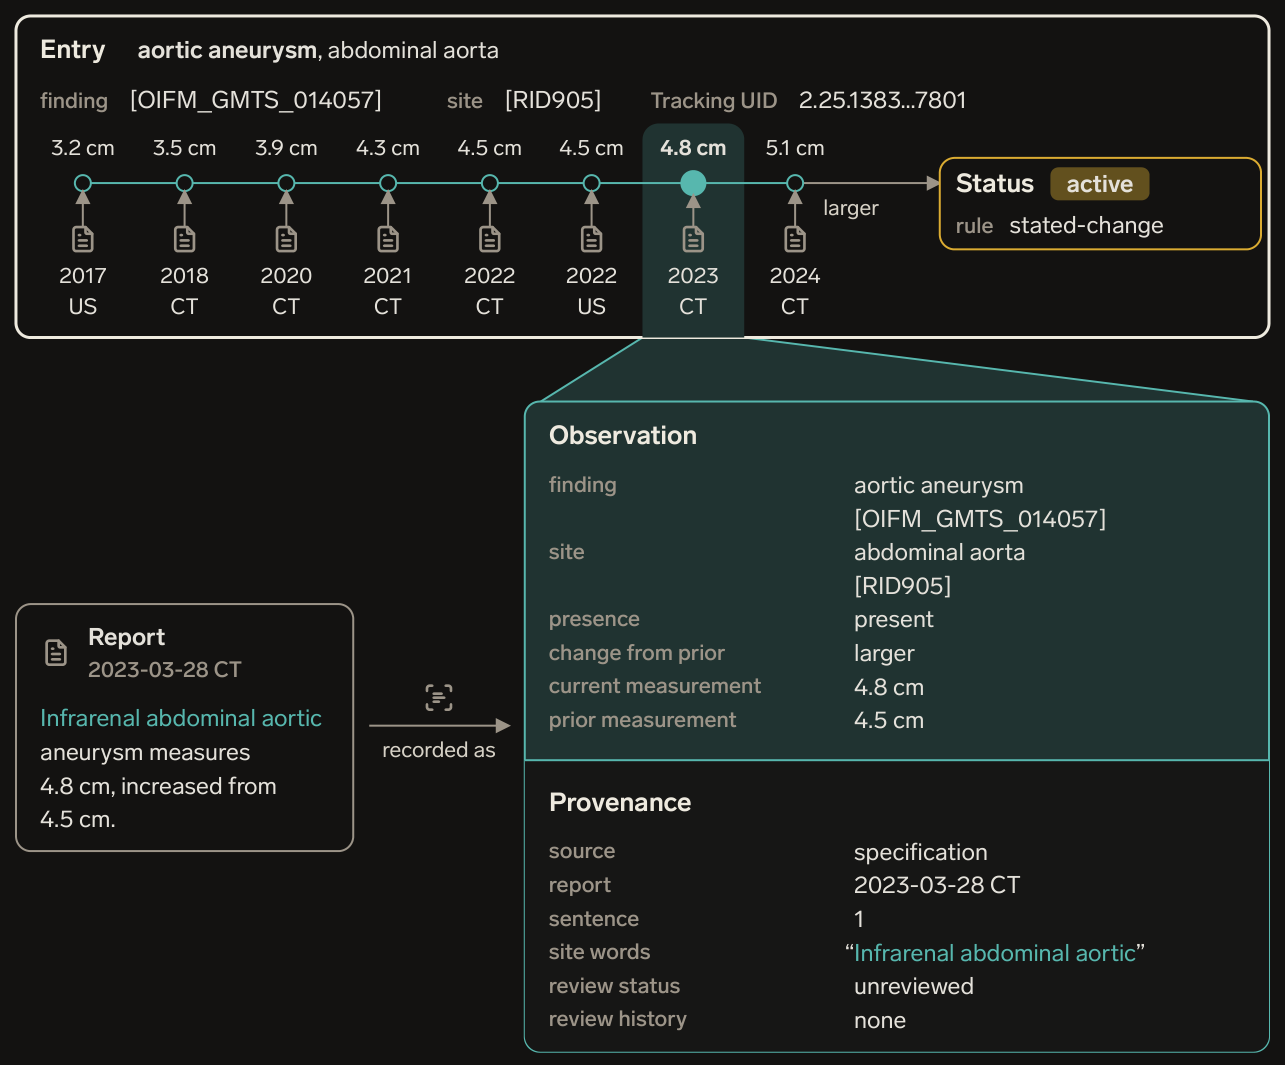 Entry aortic aneurysm, abdominal aorta
finding [OIFM_GMTS_014057] site [RID905] Tracking UID 2.25.1383...7801
3.2 cm 3.5 cm 3.9 cm 4.3 cm 4.5 cm 4.5 cm 4.8 cm 5.1 cm
larger
2017 2018 2020 2021 2022 2022 2023 2024
US CT CT CT CT US CT CT
Status active
rule stated-change
Report
2023-03-28 CT
Infrarenal abdominal aortic
aneurysm measures
4.8 cm, increased from
4.5 cm.
recorded as
Observation
finding aortic aneurysm
[OIFM_GMTS_014057]
site abdominal aorta
[RID905]
presence present
change from prior larger
current measurement 4.8 cm
prior measurement 4.5 cm
Provenance
source specification
report 2023-03-28 CT
sentence 1
site words “Infrarenal abdominal aortic”
review status unreviewed
review history none